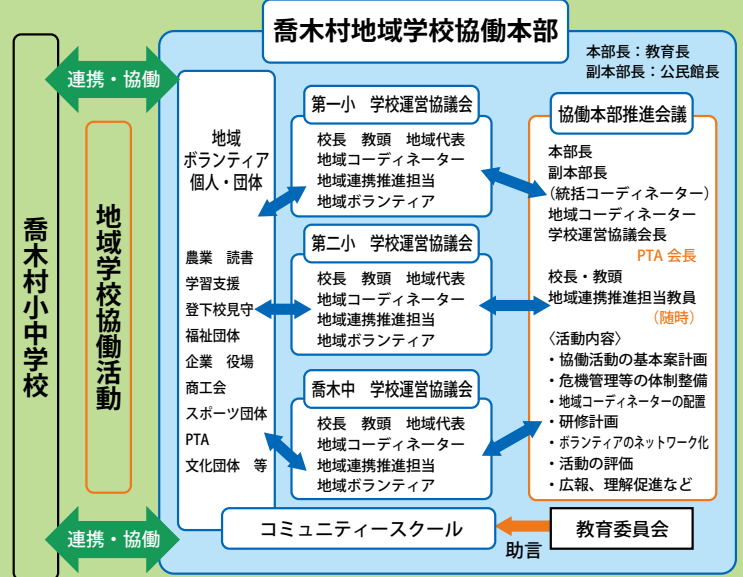 喬木村地域学校協働本部
本部長：教育長
副本部長：公民館長
喬木村小中学校
連携・協働
地域学校協働活動
連携・協働
地域
ボランティア
個人・団体
農業　読書
学習支援
登下校見守
福祉団体
企業　役場
商工会
スポーツ団体
PTA
文化団体　等
第一小　学校運営協議会
校長　教頭　地域代表
地域コーディネーター
地域連携推進担当
地域ボランティア
第二小　学校運営協議会
校長　教頭　地域代表
地域コーディネーター
地域連携推進担当
地域ボランティア
喬木中　学校運営協議会
校長　教頭　地域代表
地域コーディネーター
地域連携推進担当
地域ボランティア
協働本部推進会議
本部長
副本部長
（統括コーディネーター）
地域コーディネーター
学校運営協議会長
PTA 会長
校長・教頭
地域連携推進担当教員
（随時）
〈活動内容〉
・協働活動の基本案計画
・危機管理等の体制整備
・地域コーディネーターの配置
・研修計画
・ボランティアのネットワーク化
・活動の評価
・広報、理解促進など
コミュニティースクール
助言
教育委員会